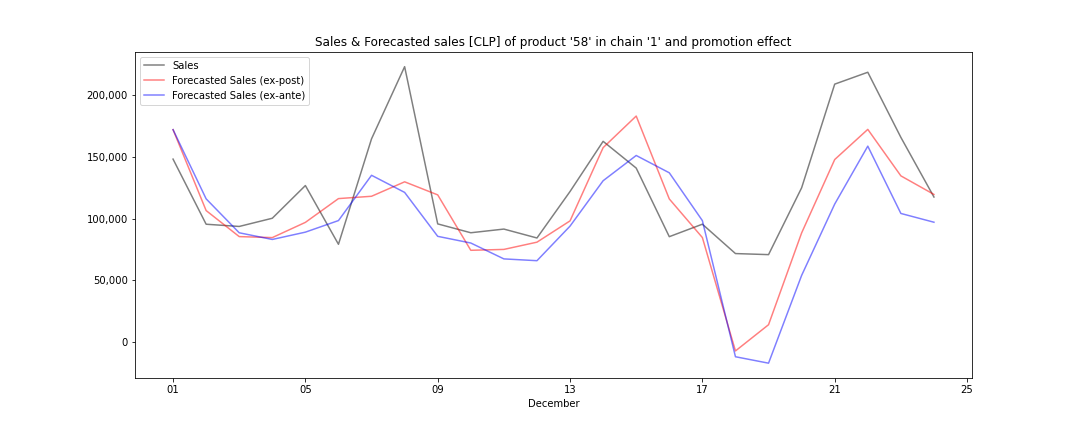 Sales & Forecasted sales [CLP] of product '58' in chain '1' and promotion effect
Sales
Forecasted Sales (ex-post)
Forecasted Sales (ex-ante)
200,000
150,000
100,000
50,000
0
01 05 09 13 17 21 25
December